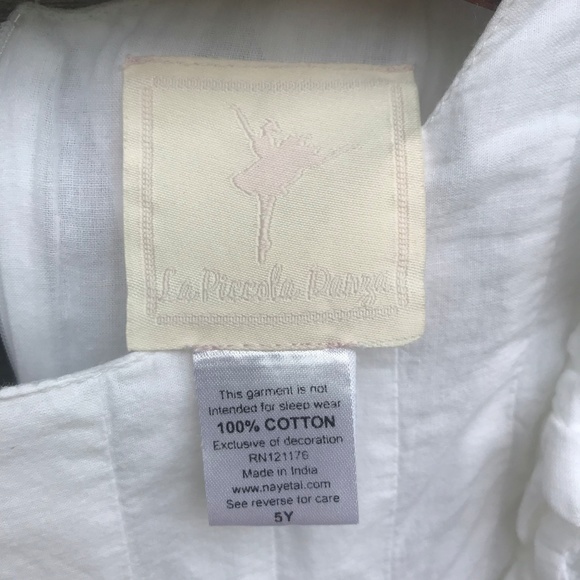 La Piccola Danza
This garment is not
Intended for sleep wear
100% COTTON
Exclusive of decoration
RN121176
Made in India
www.nayetal.com
See reverse for care
5Y